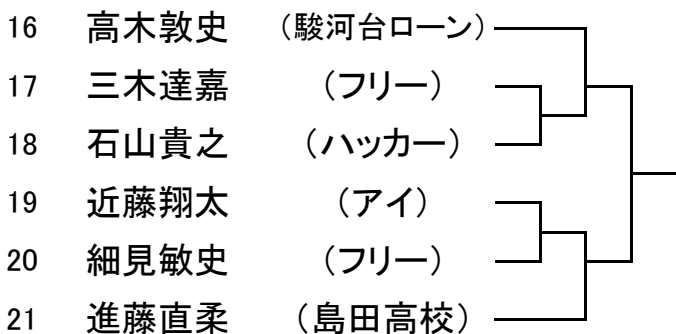 16 高木敦史 （駿河台ローン）
17 三木達嘉 （フリー）
18 石山貴之 （ハッカー）
19 近藤翔太 （アイ）
20 細見敏史 （フリー）
21 進藤直柔 （島田高校）